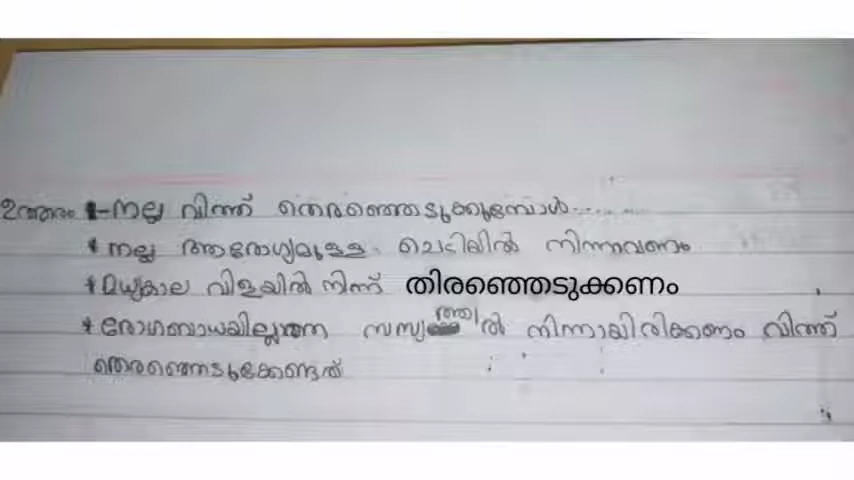 ഉത്തരം :-നല്ല വിത്ത് തെരഞ്ഞെടുക്കുമ്പോൾ.......
* നല്ല ആരോഗ്യമുള്ള ചെടിയിൽ നിന്നാവണം
* മധ്യകാല വിളയിൽ നിന്ന് തിരഞ്ഞെടുക്കണം
* രോഗബാധയില്ലാത്ത സസ്യത്തിൽ നിന്നായിരിക്കണം വിത്ത്
തെരഞ്ഞെടുക്കേണ്ടത്